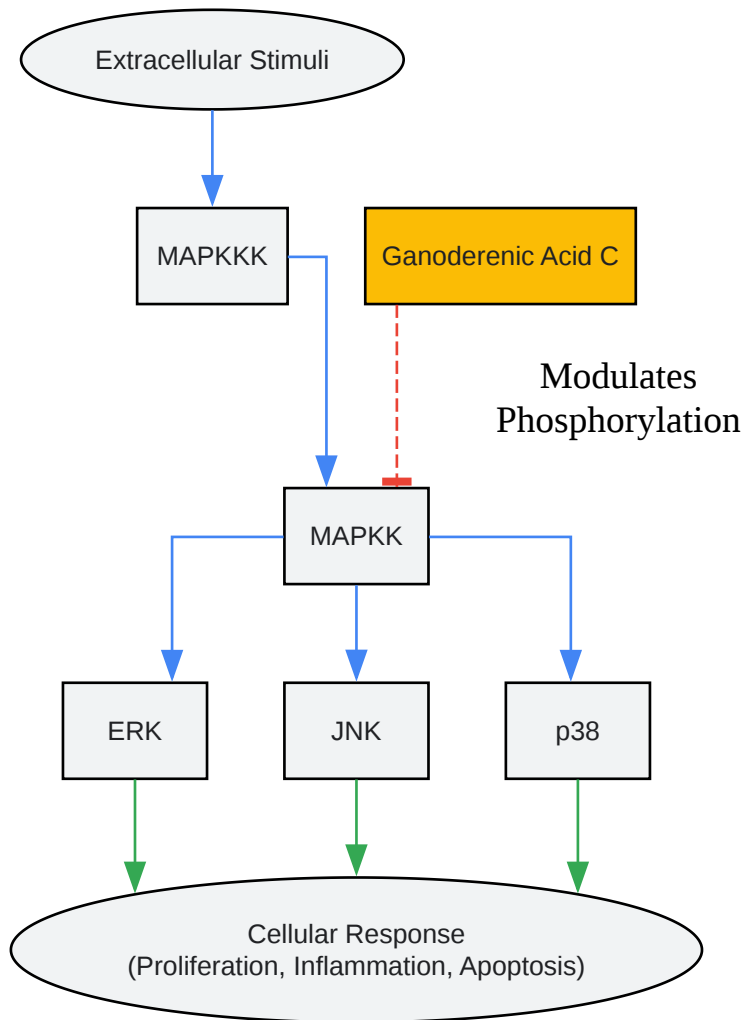 Extracellular Stimuli
MAPKKK
Ganoderenic Acid C
Modulates
Phosphorylation
MAPKK
ERK
JNK
p38
Cellular Response
(Proliferation, Inflammation, Apoptosis)